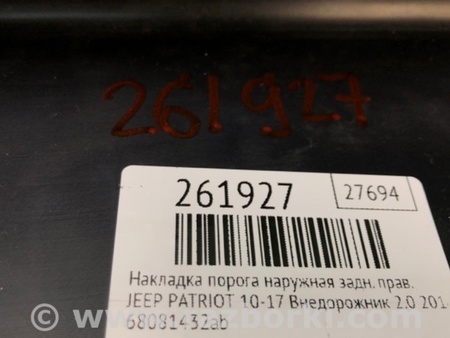 261927
261927
27694
Накладка порога наружная задн. прав.
JEEP PATRIOT 10-17 Внедорожник 2.0 201
68081432ab